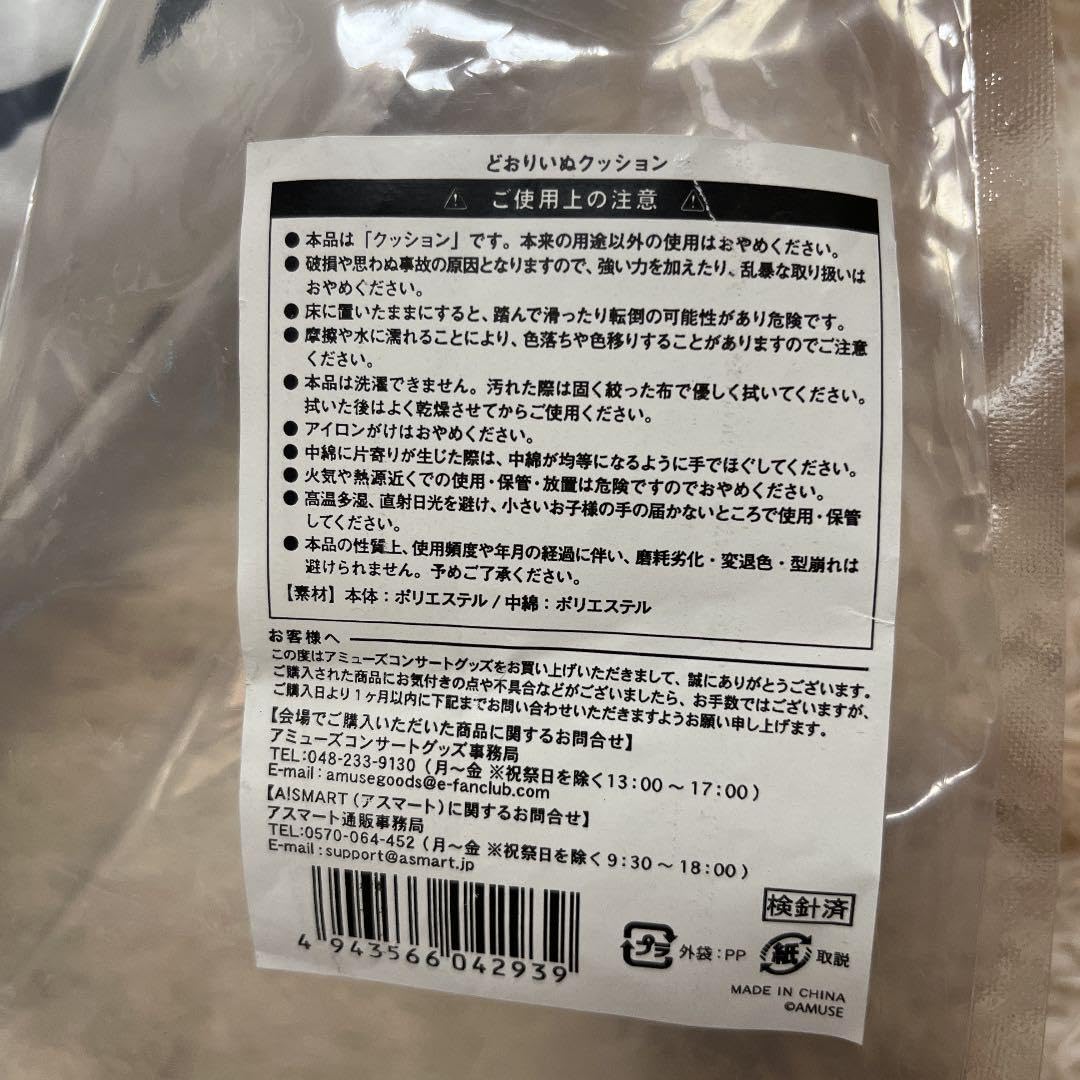 どおりいぬクッション
⚠ ご使用上の注意 ⚠
●本品は「クッション」です。本来の用途以外の使用はおやめください。
●破損や思わぬ事故の原因となりますので、強い力を加えたり、乱暴な取り扱いは
おやめください。
●床に置いたままにすると、踏んで滑ったり転倒の可能性があり危険です。
●摩擦や水に濡れることにより、色落ちや色移りすることがありますのでご注意
ください。
●本品は洗濯できません。汚れた際は固く絞った布で優しく拭いてください。
拭いた後はよく乾燥させてからご使用ください。
●アイロンがけはおやめください。
●中綿に片寄りが生じた際は、中綿が均等になるように手でほぐしてください。
●火気や熱源近くでの使用・保管・放置は危険ですのでおやめください。
●高温多湿、直射日光を避け、小さいお子様の手の届かないところで使用・保管
してください。
●本品の性質上、使用頻度や年月の経過に伴い、磨耗劣化・変退色・型崩れは
避けられません。予めご了承ください。
【素材】本体：ポリエステル / 中綿：ポリエステル
お客様へ
この度はアミューズコンサートグッズをお買い上げいただきまして、誠にありがとうございます。
ご購入された商品にお気付きの点や不具合などがございましたら、お手数ではございますが、
ご購入日より1ヶ月以内に下記までお問い合わせいただきますようお願い申し上げます。
【会場でご購入いただいた商品に関するお問合せ】
アミューズコンサートグッズ事務局
TEL:048-233-9130（月〜金 ※祝祭日を除く13:00〜17:00）
E-mail:amusegoods@e-fanclub.com
【A!SMART（アスマート）に関するお問合せ】
アスマート通販事務局
TEL:0570-064-452（月〜金 ※祝祭日を除く9:30〜18:00）
E-mail:support@asmart.jp
4 943566 042939
検針済
プラ 外袋：PP 紙 取説
MADE IN CHINA
©AMUSE